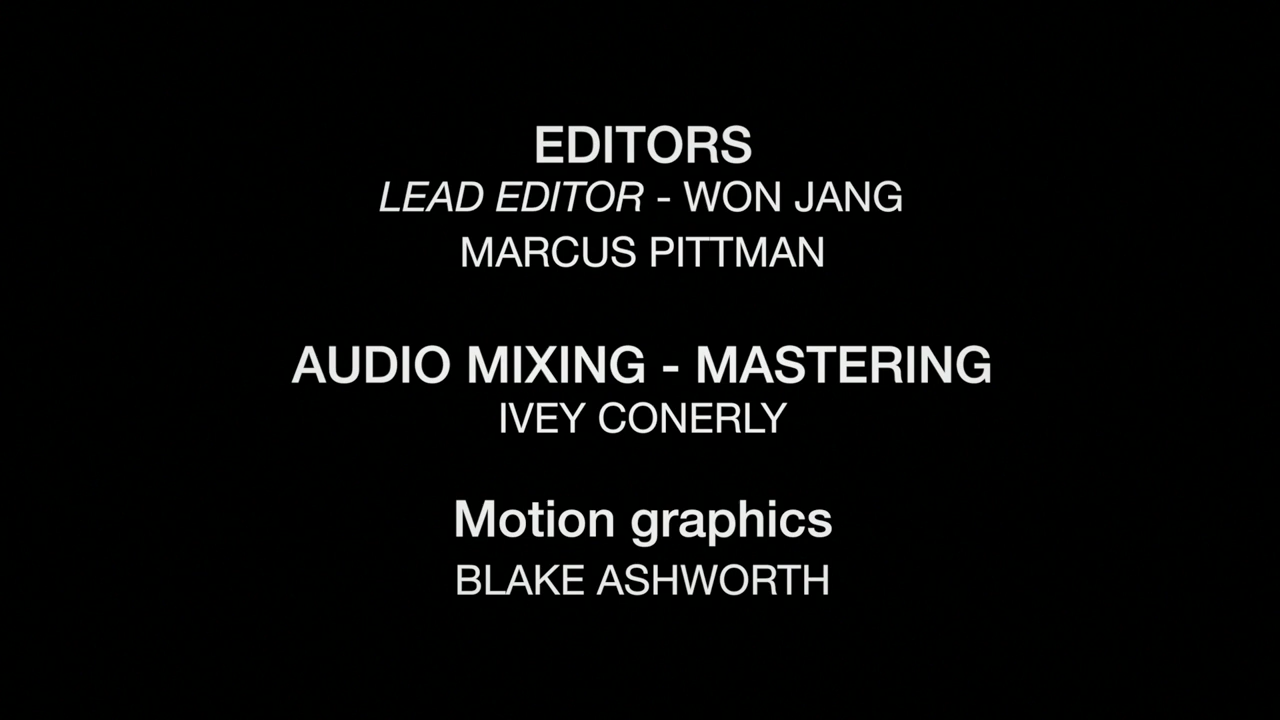 EDITORS
LEAD EDITOR - WON JANG
MARCUS PITTMAN
AUDIO MIXING - MASTERING
IVEY CONERLY
Motion graphics
BLAKE ASHWORTH